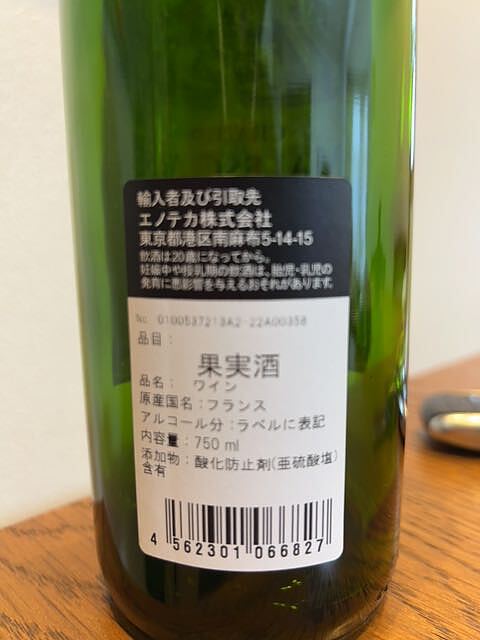 輸入者及び引取先
エノテカ株式会社
東京都港区南麻布5-14-15
飲酒は20歳になってから。
妊娠中や授乳期の飲酒は、胎児・乳児の
発育に悪影響を与えるおそれがあります。
No. 0100537213A2-22A00358
品目:
果実酒
品名: ワイン
原産国名:フランス
アルコール分:ラベルに表記
内容量:750 ml
添加物:酸化防止剤(亜硫酸塩)
含有
4 562301 066827